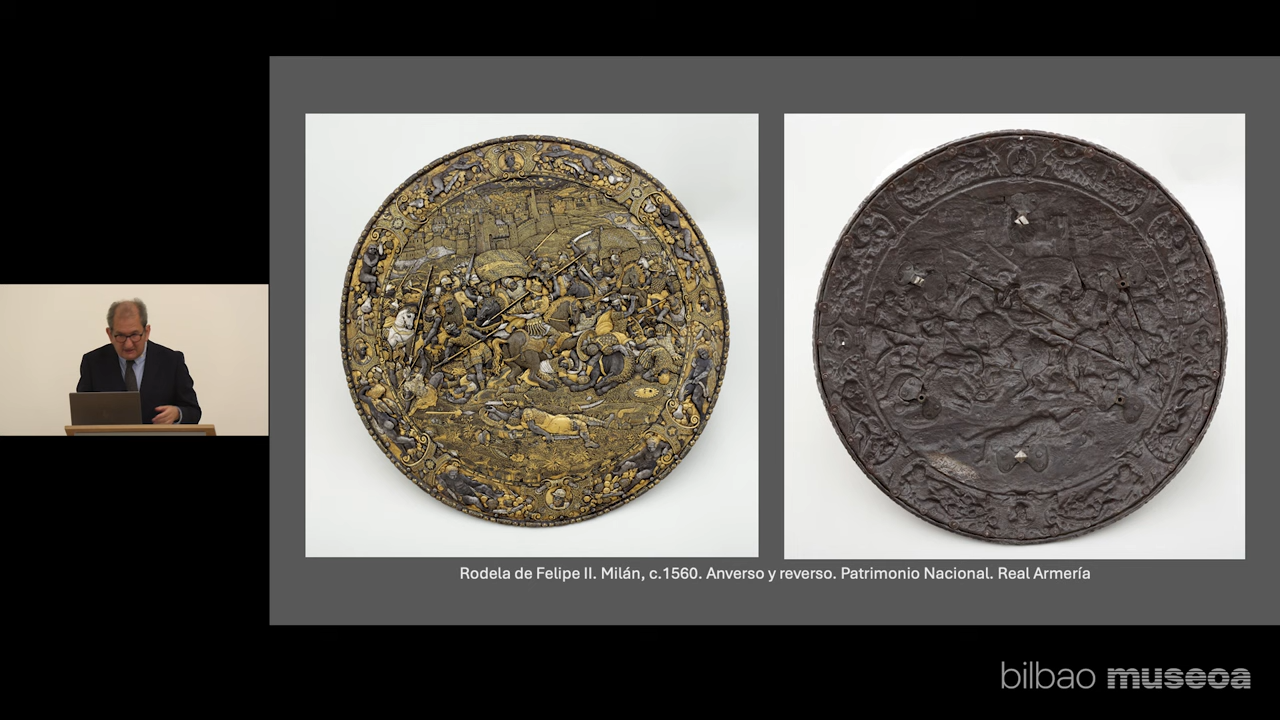 Rodela de Felipe II. Milán, c.1560. Anverso y reverso. Patrimonio Nacional. Real Armería
bilbao museoa